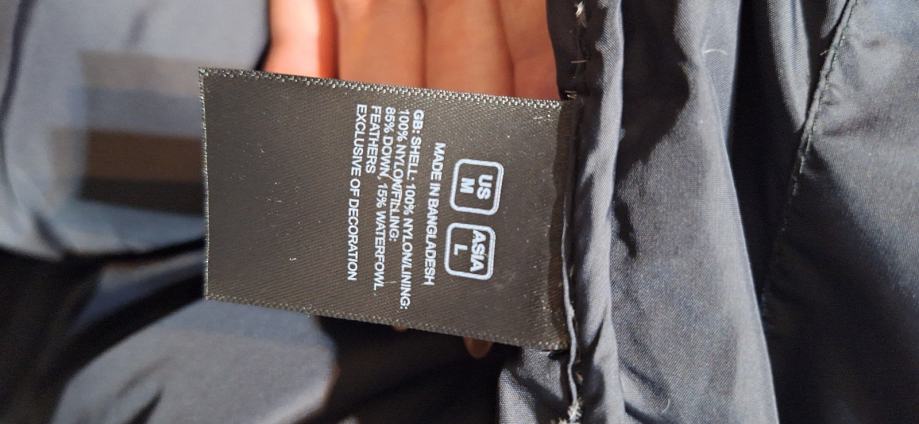 US ASIA
M L
MADE IN BANGLADESH
GB: SHELL: 100% NYLON/LINING:
100% NYLON/FILLING:
85% DOWN, 15% WATERFOWL
FEATHERS
EXCLUSIVE OF DECORATION